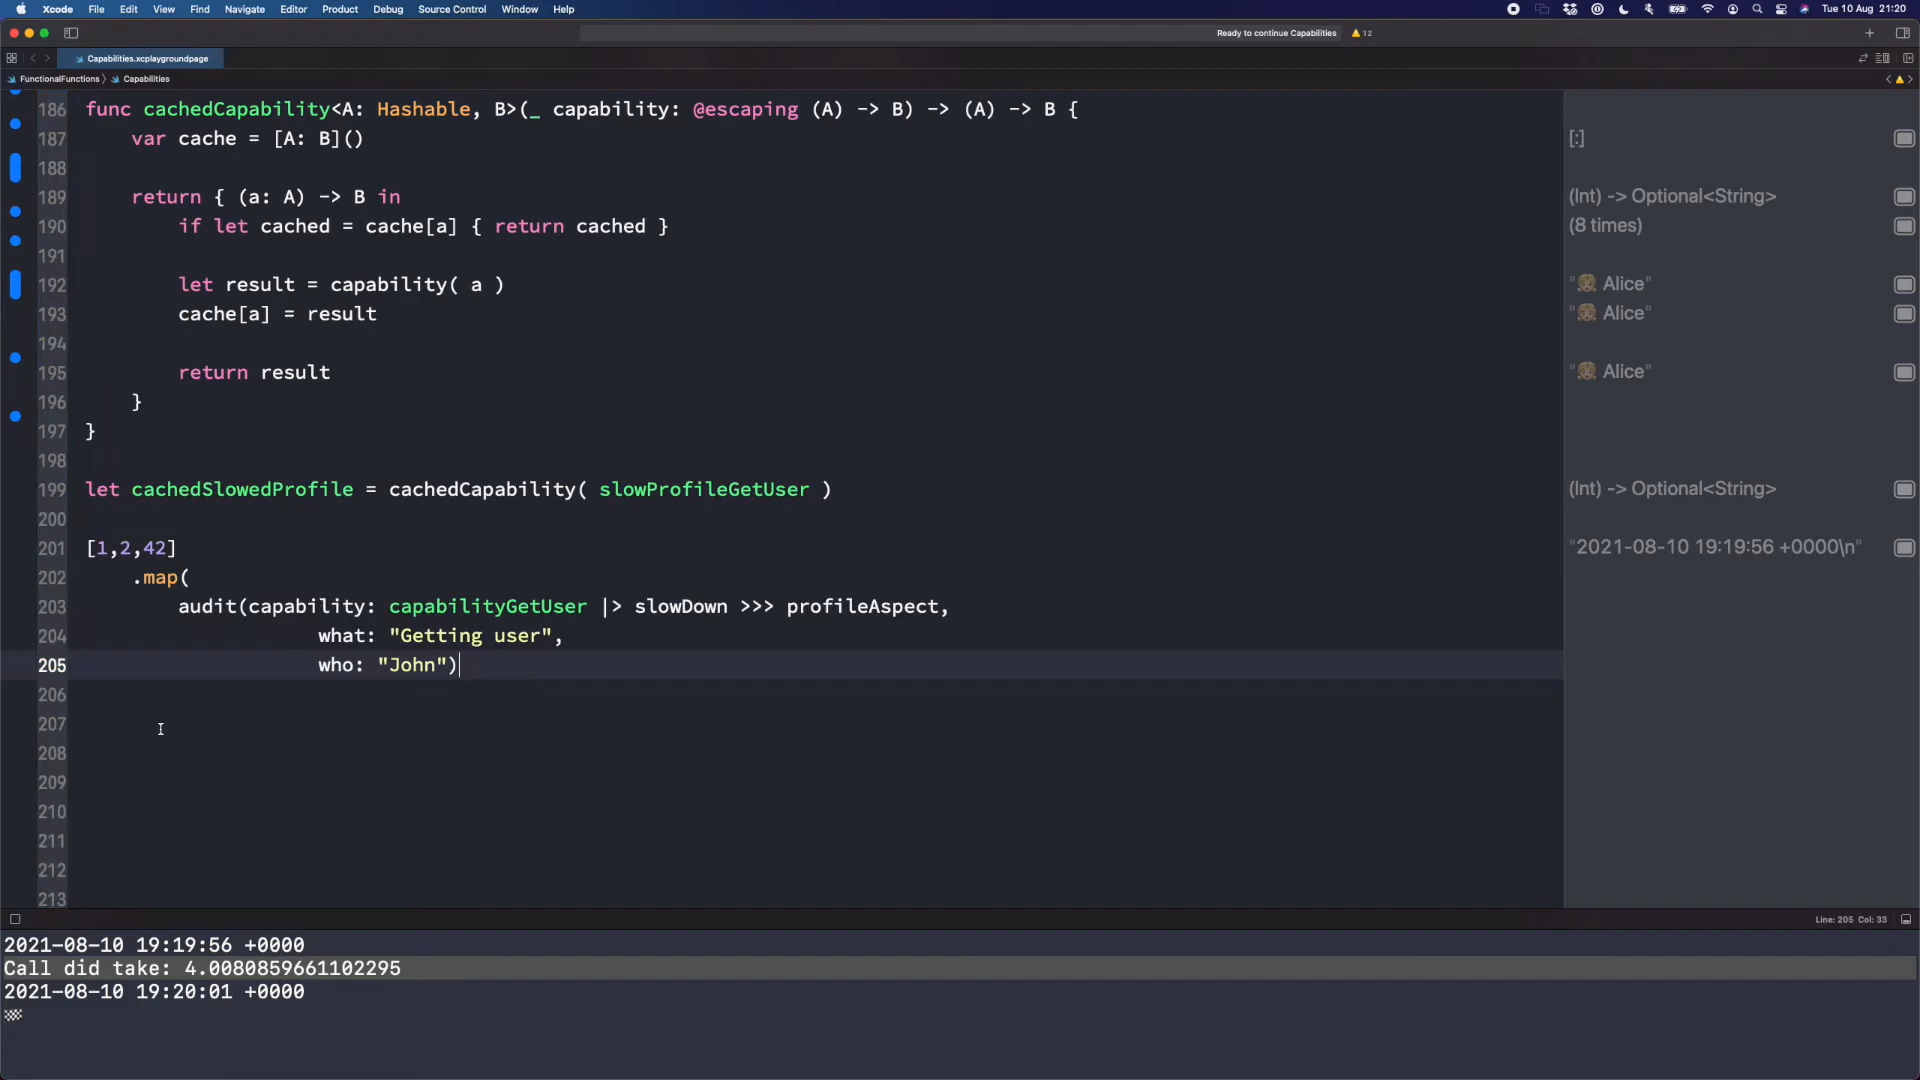 Xcode File Edit View Find Navigate Editor Product Debug Source Control Window Help Tue 10 Aug 21:20
Ready to continue Capabilities 12
Capabilities.xcplaygroundpage
FunctionalFunctions Capabilities
186 func cachedCapability<A: Hashable, B>(_ capability: @escaping (A) -> B) -> (A) -> B {
187 var cache = [A: B]() [:]
188
189 return { (a: A) -> B in (Int) -> Optional<String>
190 if let cached = cache[a] { return cached } (8 times)
191
192 let result = capability( a ) "👧🏼 Alice"
193 cache[a] = result "👧🏼 Alice"
194
195 return result "👧🏼 Alice"
196 }
197 }
198
199 let cachedSlowedProfile = cachedCapability( slowProfileGetUser ) (Int) -> Optional<String>
200
201 [1,2,42] "2021-08-10 19:19:56 +0000\n"
202 .map(
203 audit(capability: capabilityGetUser |> slowDown >>> profileAspect,
204 what: "Getting user",
205 who: "John")
206
207
208
209
210
211
212
213
Line: 205 Col: 33
2021-08-10 19:19:56 +0000
Call did take: 4.0080859661102295
2021-08-10 19:20:01 +0000